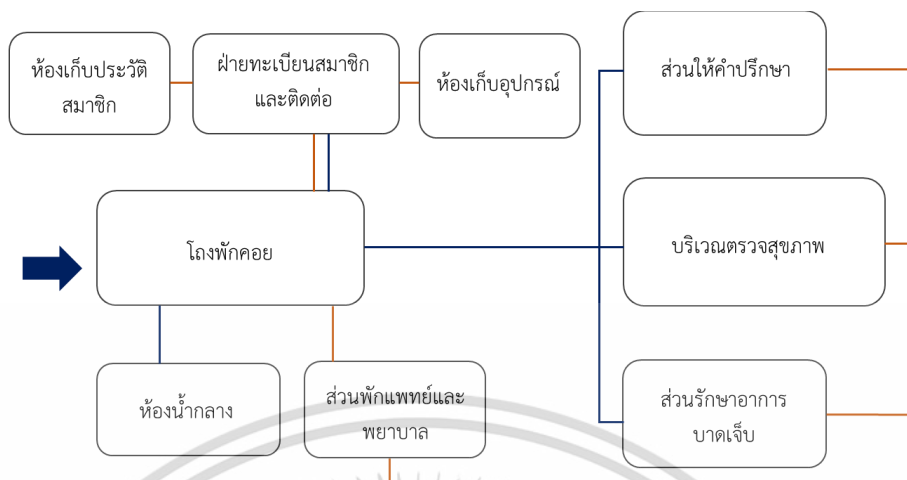 ห้องเก็บประวัติ
สมาชิก
ฝ่ายทะเบียนสมาชิก
และติดต่อ
ห้องเก็บอุปกรณ์
ส่วนให้คำปรึกษา
โถงพักคอย
บริเวณตรวจสุขภาพ
ห้องน้ำกลาง
ส่วนพักแพทย์และ
พยาบาล
ส่วนรักษาอาการ
บาดเจ็บ